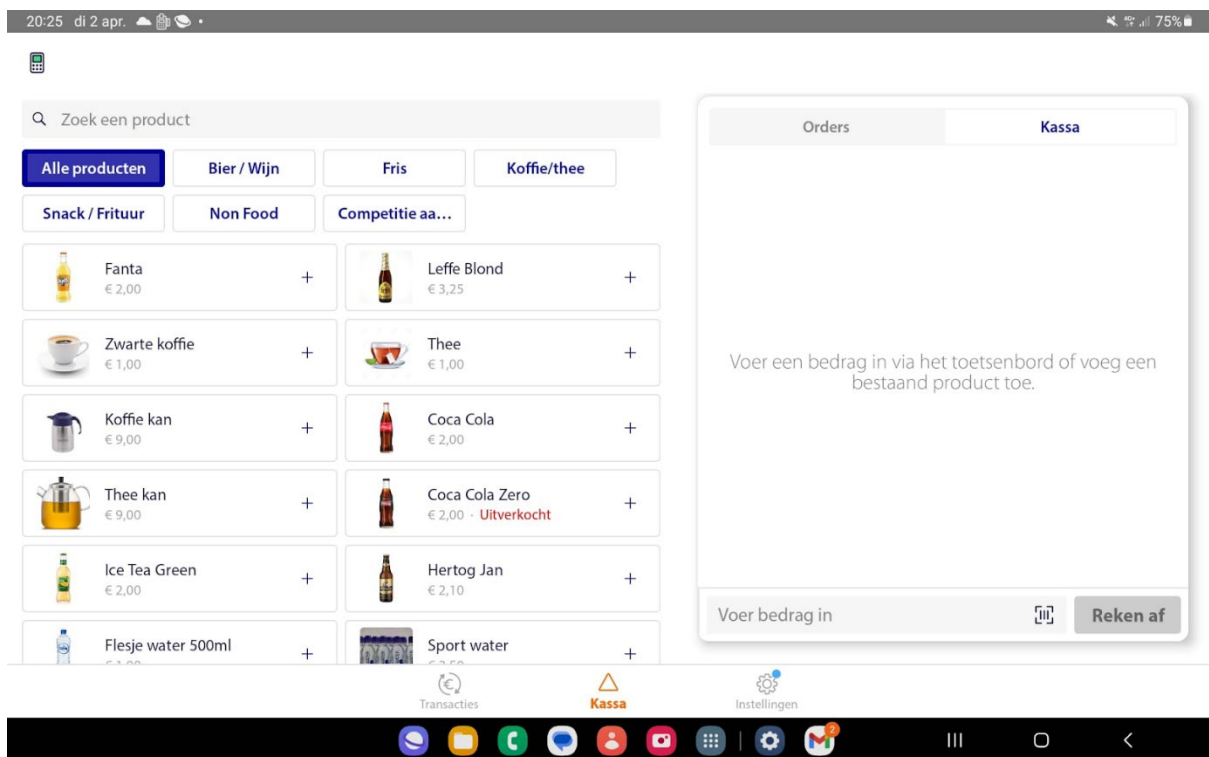 20:25 di 2 apr.
75%
Zoek een product
Alle producten
Bier / Wijn
Fris
Koffie/thee
Snack / Frituur
Non Food
Competitie aa...
Fanta
€ 2,00
Leffe Blond
€ 3,25
Zwarte koffie
€ 1,00
Thee
€ 1,00
Koffie kan
€ 9,00
Coca Cola
€ 2,00
Thee kan
€ 9,00
Coca Cola Zero
€ 2,00 · Uitverkocht
Ice Tea Green
€ 2,00
Hertog Jan
€ 2,10
Flesje water 500ml
Sport water
Orders
Kassa
Voer een bedrag in via het toetsenbord of voeg een
bestaand product toe.
Voer bedrag in
Reken af
Transacties
Kassa
Instellingen
2